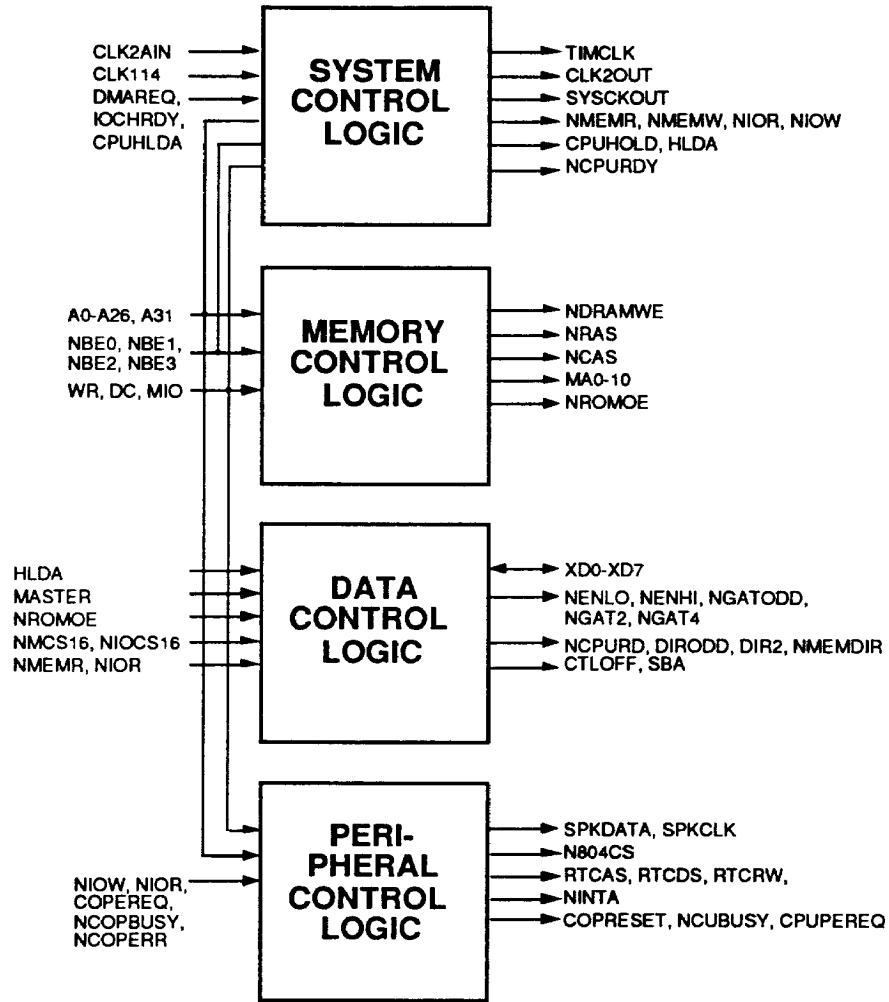 CLK2AIN
CLK114
DMAREQ,
IOCHRDY,
CPUHLDA
SYSTEM
CONTROL
LOGIC
TIMCLK
CLK2OUT
SYSCKOUT
NMEMR, NMEMW, NIOR, NIOW
CPUHOLD, HLDA
NCPURDY
A0-A26, A31
NBE0, NBE1,
NBE2, NBE3
WR, DC, MIO
MEMORY
CONTROL
LOGIC
NDRAMWE
NRAS
NCAS
MA0-10
NROMOE
HLDA
MASTER
NROMOE
NMCS16, NIOCS16
NMEMR, NIOR
DATA
CONTROL
LOGIC
XD0-XD7
NENLO, NENHI, NGATODD,
NGAT2, NGAT4
NCPURD, DIRODD, DIR2, NMEMDIR
CTLOFF, SBA
NIOW, NIOR,
COPEREQ,
NCOPBUSY,
NCOPERR
PERI-
PHERAL
CONTROL
LOGIC
SPKDATA, SPKCLK
N804CS
RTCAS, RTCDS, RTCRW,
NINTA
COPRESET, NCUBUSY, CPUPEREQ